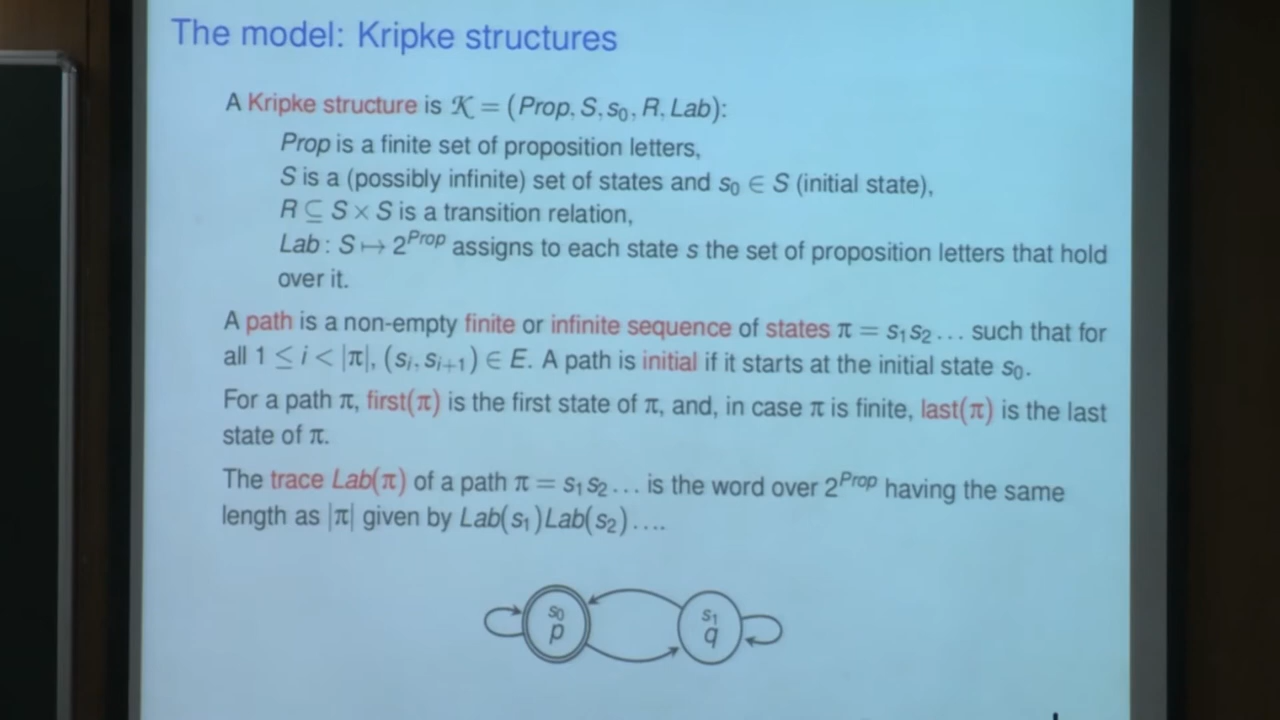 The model: Kripke structures
A Kripke structure is 𝒦 = (Prop, S, s₀, R, Lab):
Prop is a finite set of proposition letters,
S is a (possibly infinite) set of states and s₀ ∈ S (initial state),
R ⊆ S × S is a transition relation,
Lab : S ↦ 2^Prop assigns to each state s the set of proposition letters that hold
over it.
A path is a non-empty finite or infinite sequence of states π = s₁s₂... such that for
all 1 ≤ i < |π|, (sᵢ, sᵢ₊₁) ∈ E. A path is initial if it starts at the initial state s₀.
For a path π, first(π) is the first state of π, and, in case π is finite, last(π) is the last
state of π.
The trace Lab(π) of a path π = s₁s₂... is the word over 2^Prop having the same
length as |π| given by Lab(s₁)Lab(s₂)....
s₀
p
s₁
q